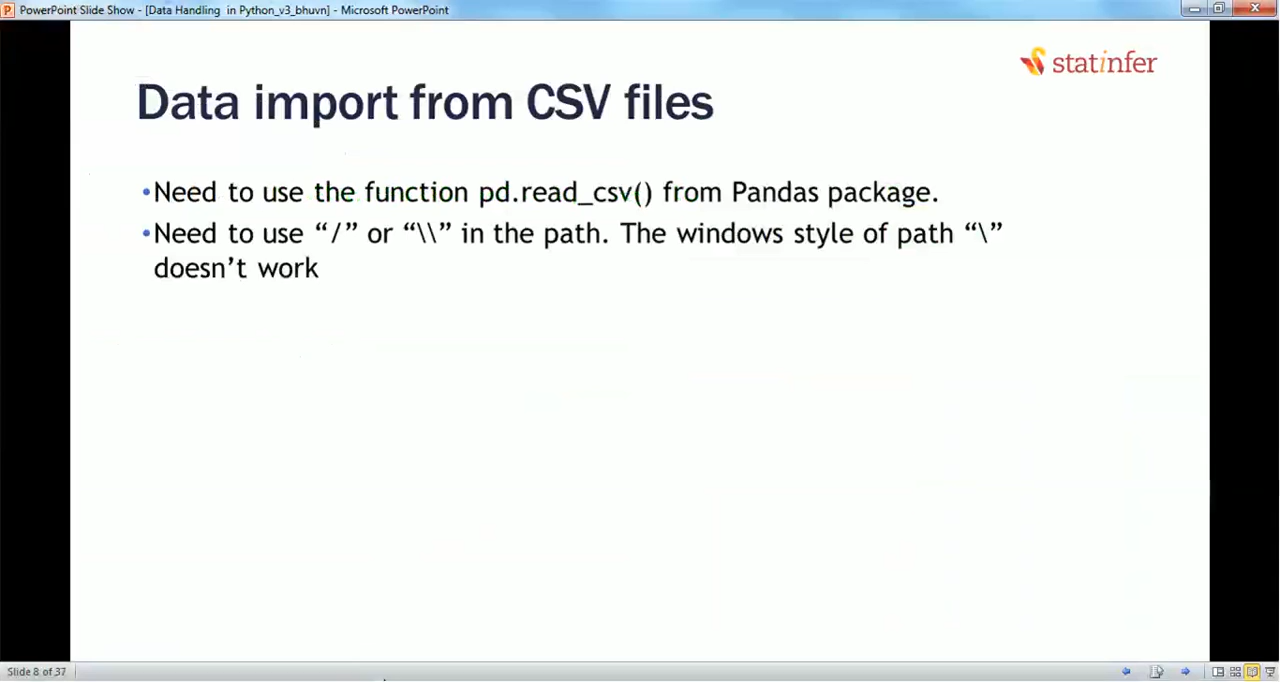 PowerPoint Slide Show - [Data Handling  in Python_v3_bhuvn] - Microsoft PowerPoint
statinfer
Data import from CSV files
•Need to use the function pd.read_csv() from Pandas package.
•Need to use “/” or “\\” in the path. The windows style of path “\”
doesn’t work
Slide 8 of 37